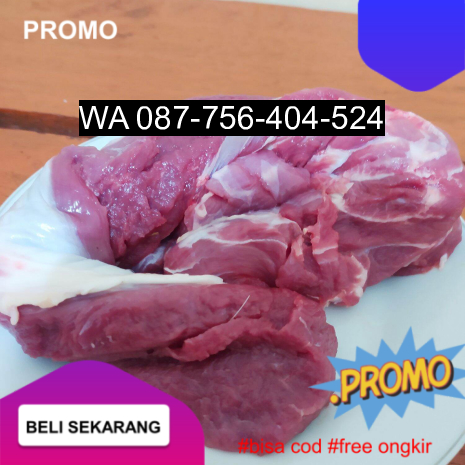 PROMO
WA 087-756-404-524
.PROMO
BELI SEKARANG
#bisa cod #free ongkir